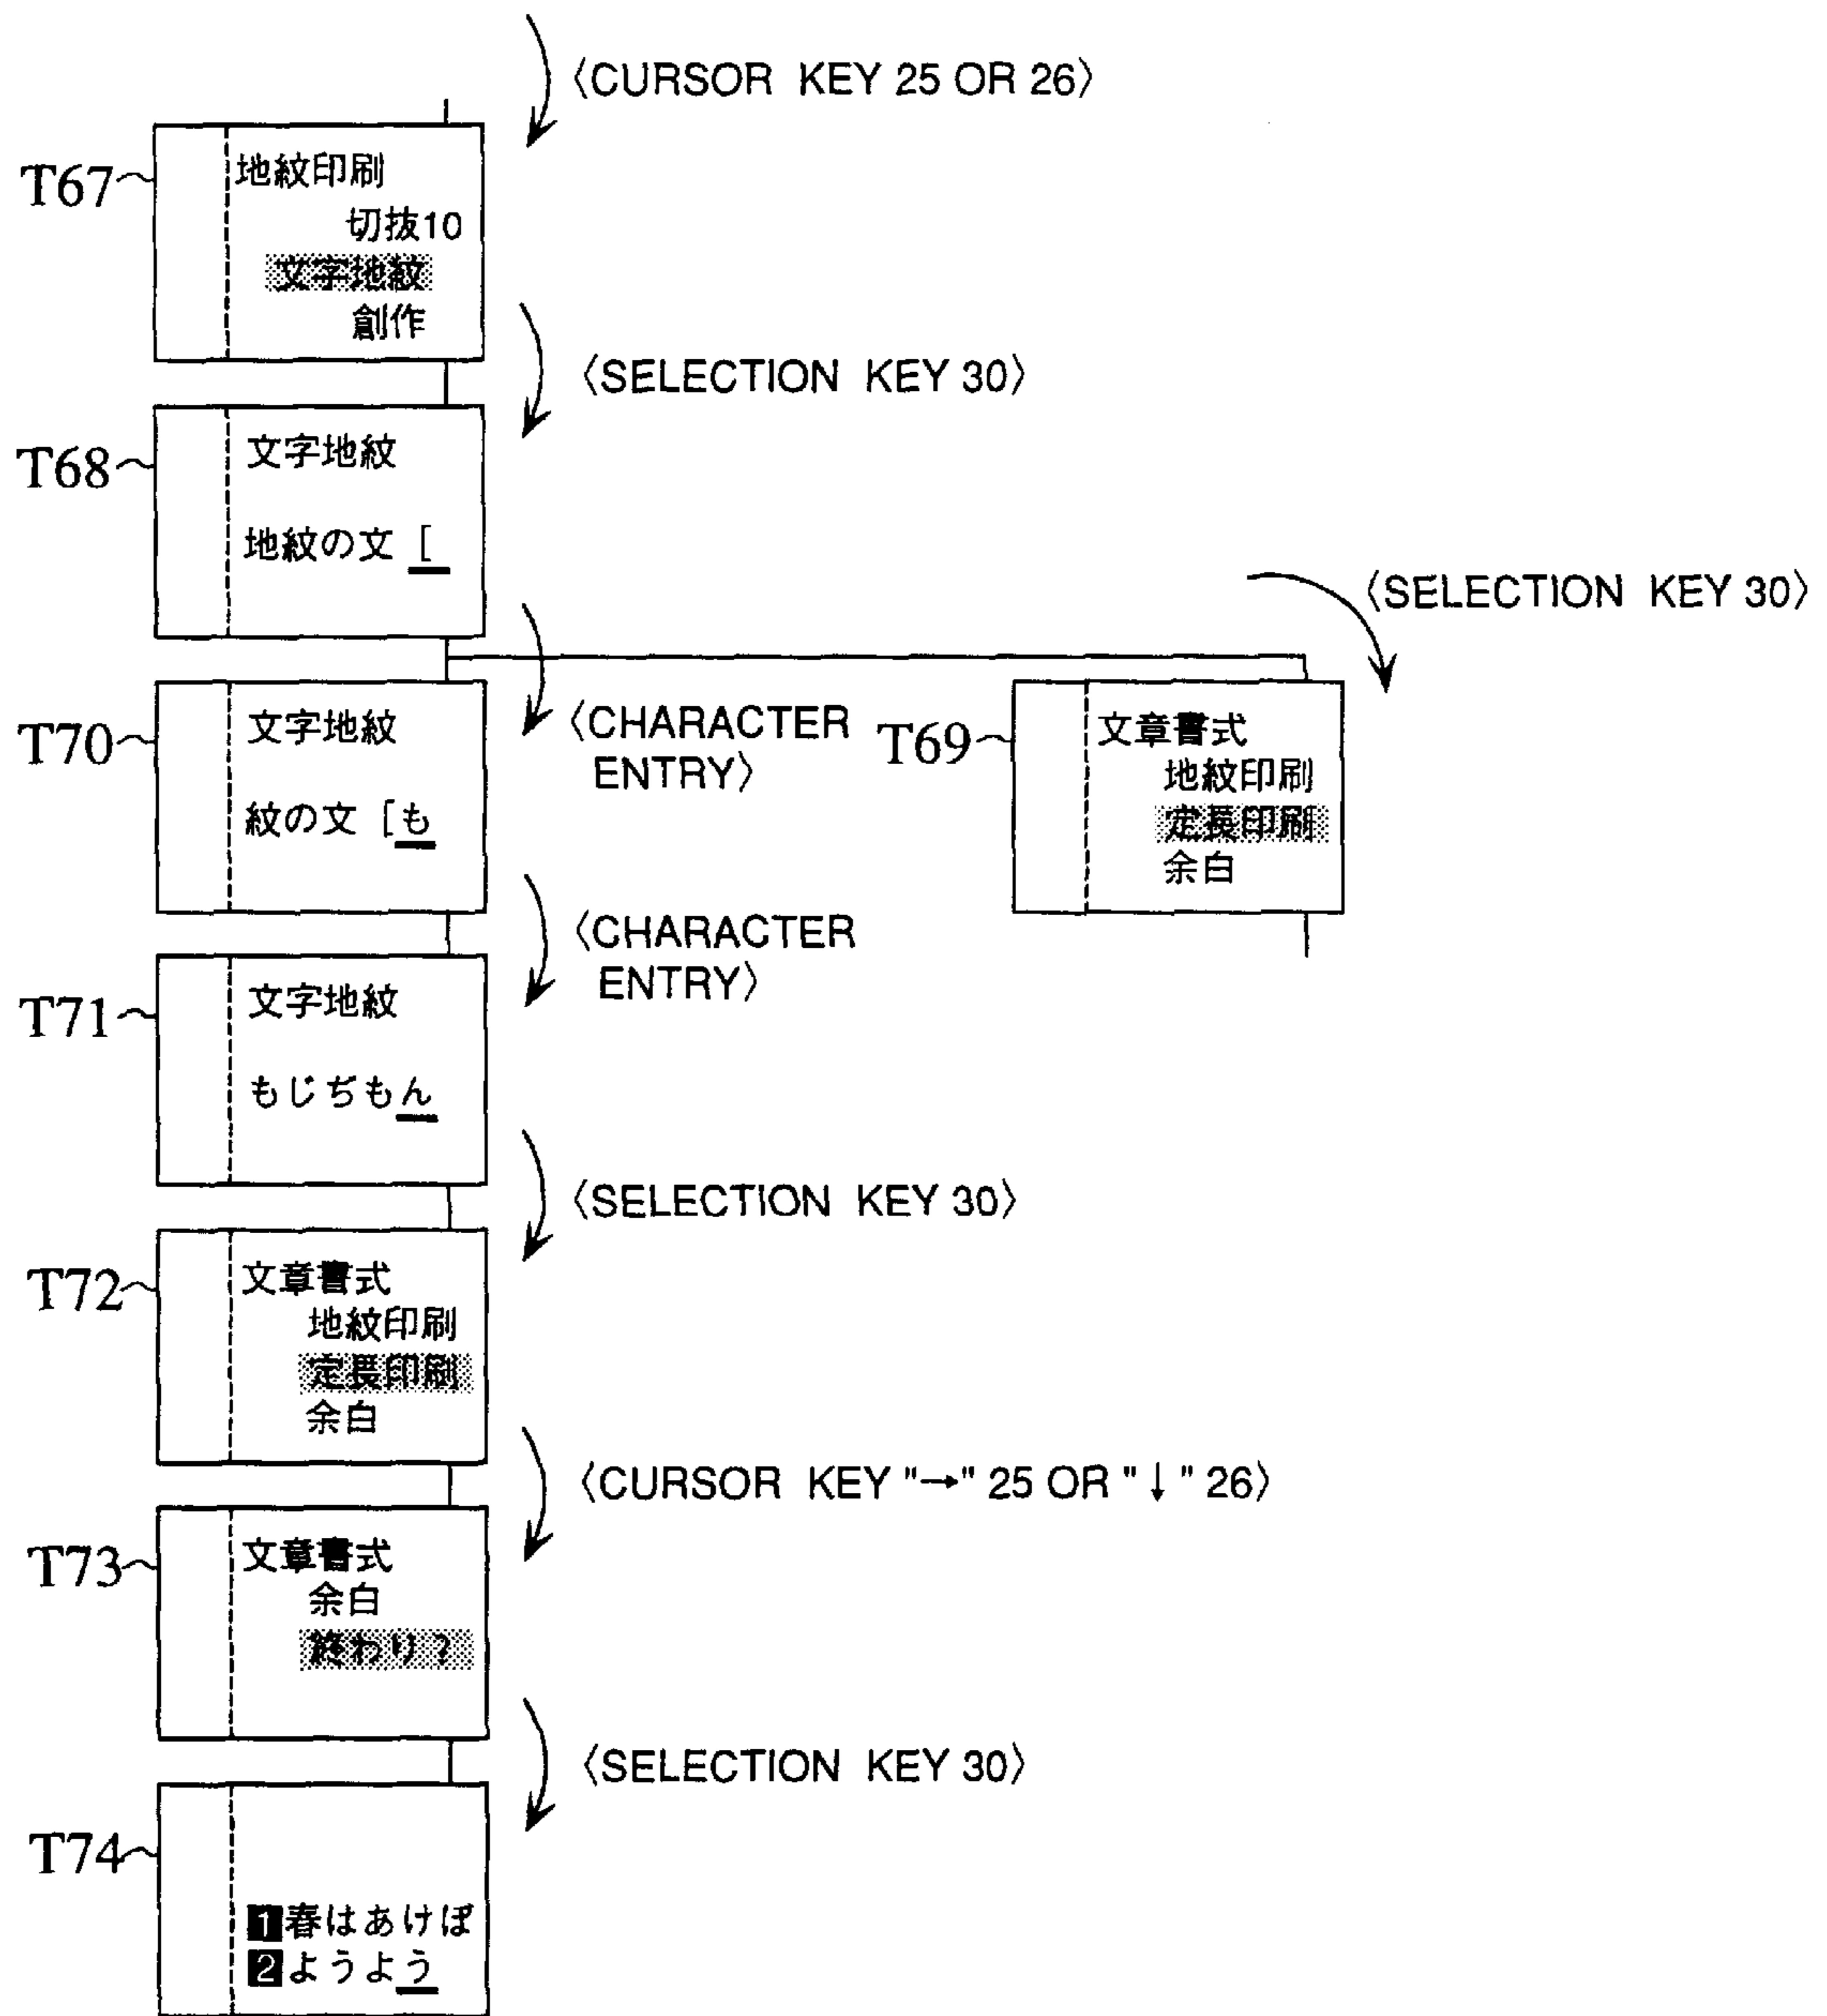 〈CURSOR KEY 25 OR 26〉
T67
地紋印刷
切抜10
文字地紋
創作
〈SELECTION KEY 30〉
T68
文字地紋
地紋の文 [
〈SELECTION KEY 30〉
T70
文字地紋
紋の文 [も
〈CHARACTER
ENTRY〉
T69
文章書式
地紋印刷
定長印刷
余白
〈CHARACTER
ENTRY〉
T71
文字地紋
もじぢもん
〈SELECTION KEY 30〉
T72
文章書式
地紋印刷
定長印刷
余白
〈CURSOR KEY "→" 25 OR "↓" 26〉
T73
文章書式
余白
終わり?
〈SELECTION KEY 30〉
T74
1春はあけぼ
2ようよう